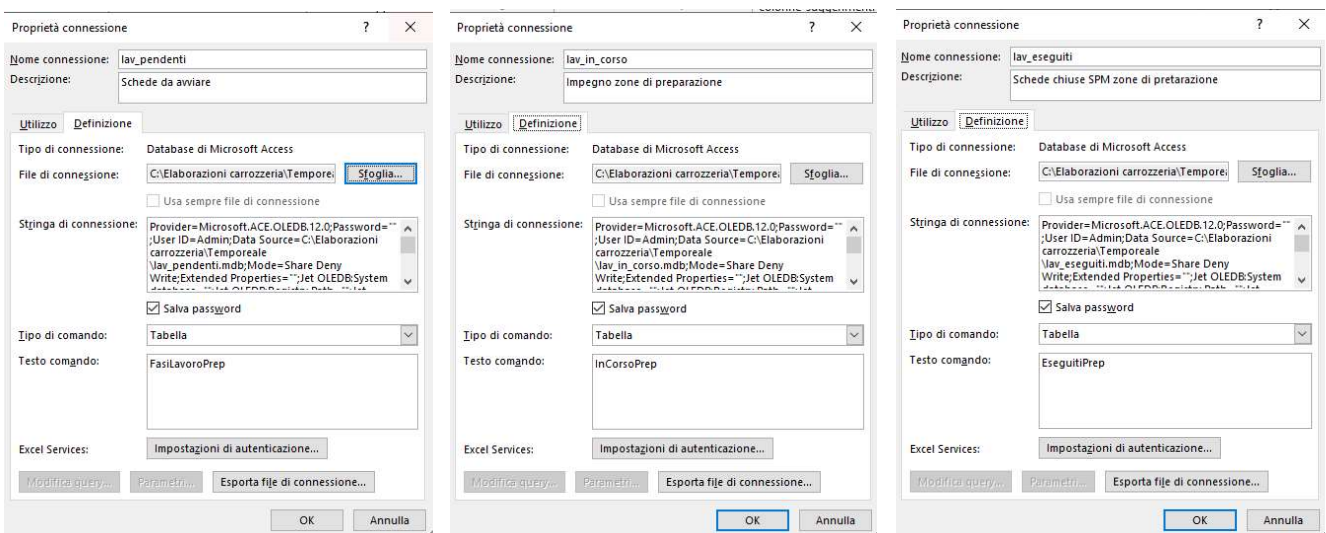 Proprietà connessione ? ×
Nome connessione: lav_pendenti
Descrizione: Schede da avviare
Utilizzo Definizione
Tipo di connessione: Database di Microsoft Access
File di connessione: C:\Elaborazioni carrozzeria\Temporea Sfoglia...
Usa sempre file di connessione
Stringa di connessione: Provider=Microsoft.ACE.OLEDB.12.0;Password=""
;User ID=Admin;Data Source=C:\Elaborazioni
carrozzeria\Temporeale
\lav_pendenti.mdb;Mode=Share Deny
Write;Extended Properties="";Jet OLEDB:System
Salva password
Tipo di comando: Tabella
Testo comando: FasiLavoroPrep
Excel Services: Impostazioni di autenticazione...
Modifica query... Parametri... Esporta file di connessione...
OK Annulla
Proprietà connessione ? ×
Nome connessione: lav_in_corso
Descrizione: Impegno zone di preparazione
Utilizzo Definizione
Tipo di connessione: Database di Microsoft Access
File di connessione: C:\Elaborazioni carrozzeria\Temporea Sfoglia...
Usa sempre file di connessione
Stringa di connessione: Provider=Microsoft.ACE.OLEDB.12.0;Password=""
;User ID=Admin;Data Source=C:\Elaborazioni
carrozzeria\Temporeale
\lav_in_corso.mdb;Mode=Share Deny
Write;Extended Properties="";Jet OLEDB:System
Salva password
Tipo di comando: Tabella
Testo comando: InCorsoPrep
Excel Services: Impostazioni di autenticazione...
Modifica query... Parametri... Esporta file di connessione...
OK Annulla
Proprietà connessione ? ×
Nome connessione: lav_eseguiti
Descrizione: Schede chiuse SPM zone di pretarazione
Utilizzo Definizione
Tipo di connessione: Database di Microsoft Access
File di connessione: C:\Elaborazioni carrozzeria\Temporea Sfoglia...
Usa sempre file di connessione
Stringa di connessione: Provider=Microsoft.ACE.OLEDB.12.0;Password=""
;User ID=Admin;Data Source=C:\Elaborazioni
carrozzeria\Temporeale
\lav_eseguiti.mdb;Mode=Share Deny
Write;Extended Properties="";Jet OLEDB:System
Salva password
Tipo di comando: Tabella
Testo comando: EseguitiPrep
Excel Services: Impostazioni di autenticazione...
Modifica query... Parametri... Esporta file di connessione...
OK Annulla